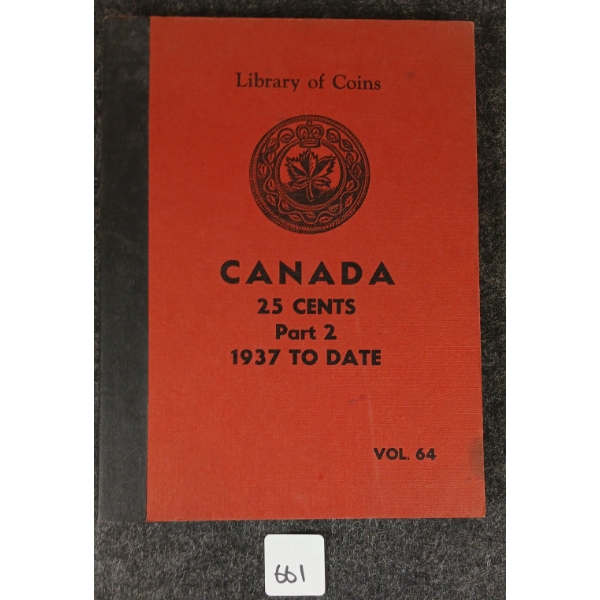 Library of Coins
CANADA
25 CENTS
Part 2
1937 TO DATE
VOL. 64
661